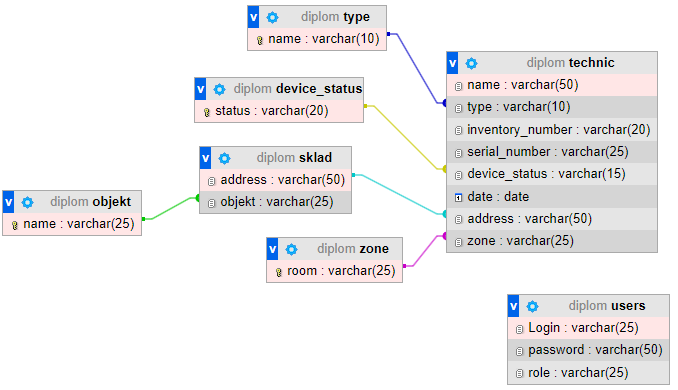 v diplom type
name : varchar(10)
v diplom device_status
status : varchar(20)
v diplom sklad
address : varchar(50)
objekt : varchar(25)
v diplom objekt
name : varchar(25)
v diplom zone
room : varchar(25)
v diplom technic
name : varchar(50)
type : varchar(10)
inventory_number : varchar(20)
serial_number : varchar(25)
device_status : varchar(15)
date : date
address : varchar(50)
zone : varchar(25)
v diplom users
Login : varchar(25)
password : varchar(50)
role : varchar(25)